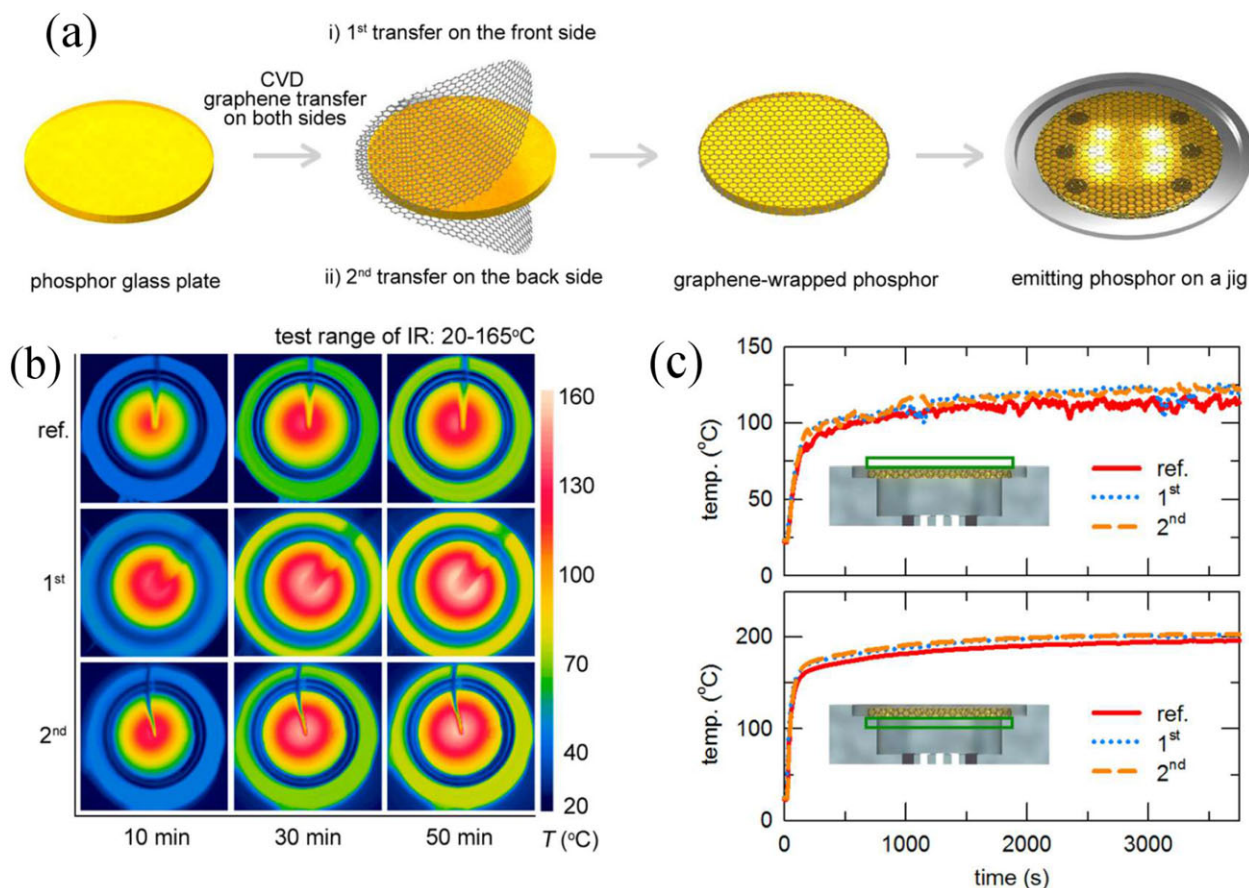 (a)
i) 1st transfer on the front side
CVD
graphene transfer
on both sides
phosphor glass plate
ii) 2nd transfer on the back side
graphene-wrapped phosphor
emitting phosphor on a jig
(b)
test range of IR: 20-165°C
ref.
1st
2nd
10 min
30 min
50 min
T (°C)
160
130
100
70
40
20
(c)
150
100
50
0
temp. (°C)
ref.
1st
2nd
200
100
0
temp. (°C)
ref.
1st
2nd
0
1000
2000
3000
time (s)